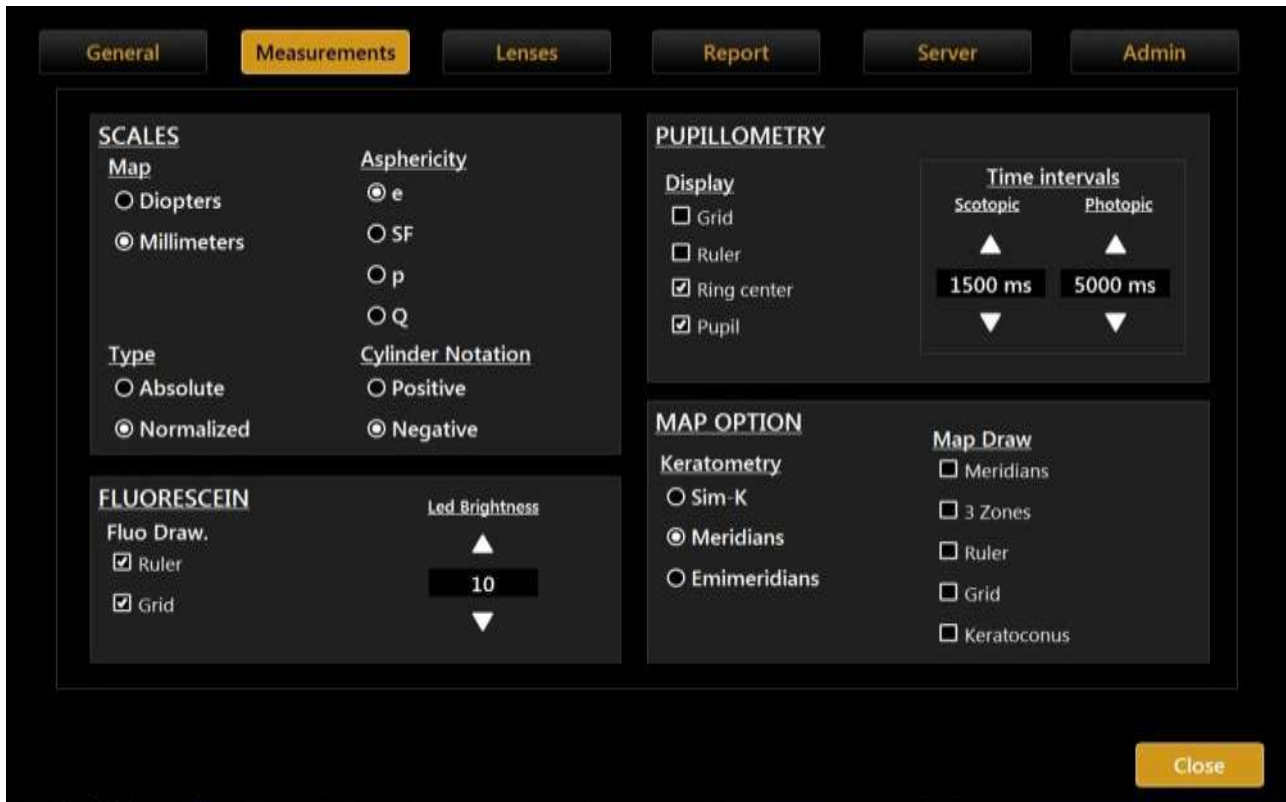 General Measurements Lenses Report Server Admin
SCALES
Map
Diopters
Millimeters
Asphericity
e
SF
p
Q
Type
Absolute
Normalized
Cylinder Notation
Positive
Negative
FLUORESCEIN
Fluo Draw.
Ruler
Grid
Led Brightness
10
PUPILLOMETRY
Display
Grid
Ruler
Ring center
Pupil
Time intervals
Scotopic Photopic
1500 ms 5000 ms
MAP OPTION
Keratometry
Sim-K
Meridians
Emimeridians
Map Draw
Meridians
3 Zones
Ruler
Grid
Keratoconus
Close